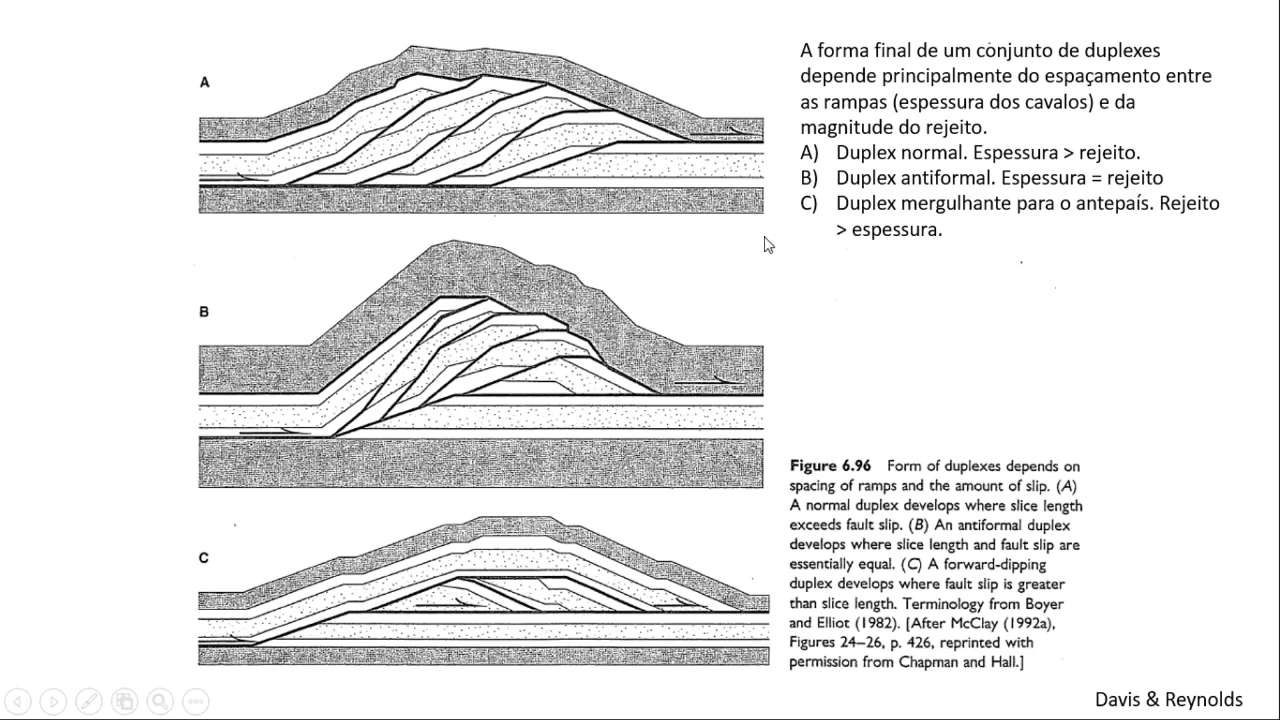 A
B
C
A forma final de um conjunto de duplexes
depende principalmente do espaçamento entre
as rampas (espessura dos cavalos) e da
magnitude do rejeito.
A) Duplex normal. Espessura > rejeito.
B) Duplex antiformal. Espessura = rejeito
C) Duplex mergulhante para o antepaís. Rejeito
> espessura.
Figure 6.96 Form of duplexes depends on
spacing of ramps and the amount of slip. (A)
A normal duplex develops where slice length
exceeds fault slip. (B) An antiformal duplex
develops where slice length and fault slip are
essentially equal. (C) A forward-dipping
duplex develops where fault slip is greater
than slice length. Terminology from Boyer
and Elliot (1982). [After McClay (1992a),
Figures 24–26, p. 426, reprinted with
permission from Chapman and Hall.]
Davis & Reynolds